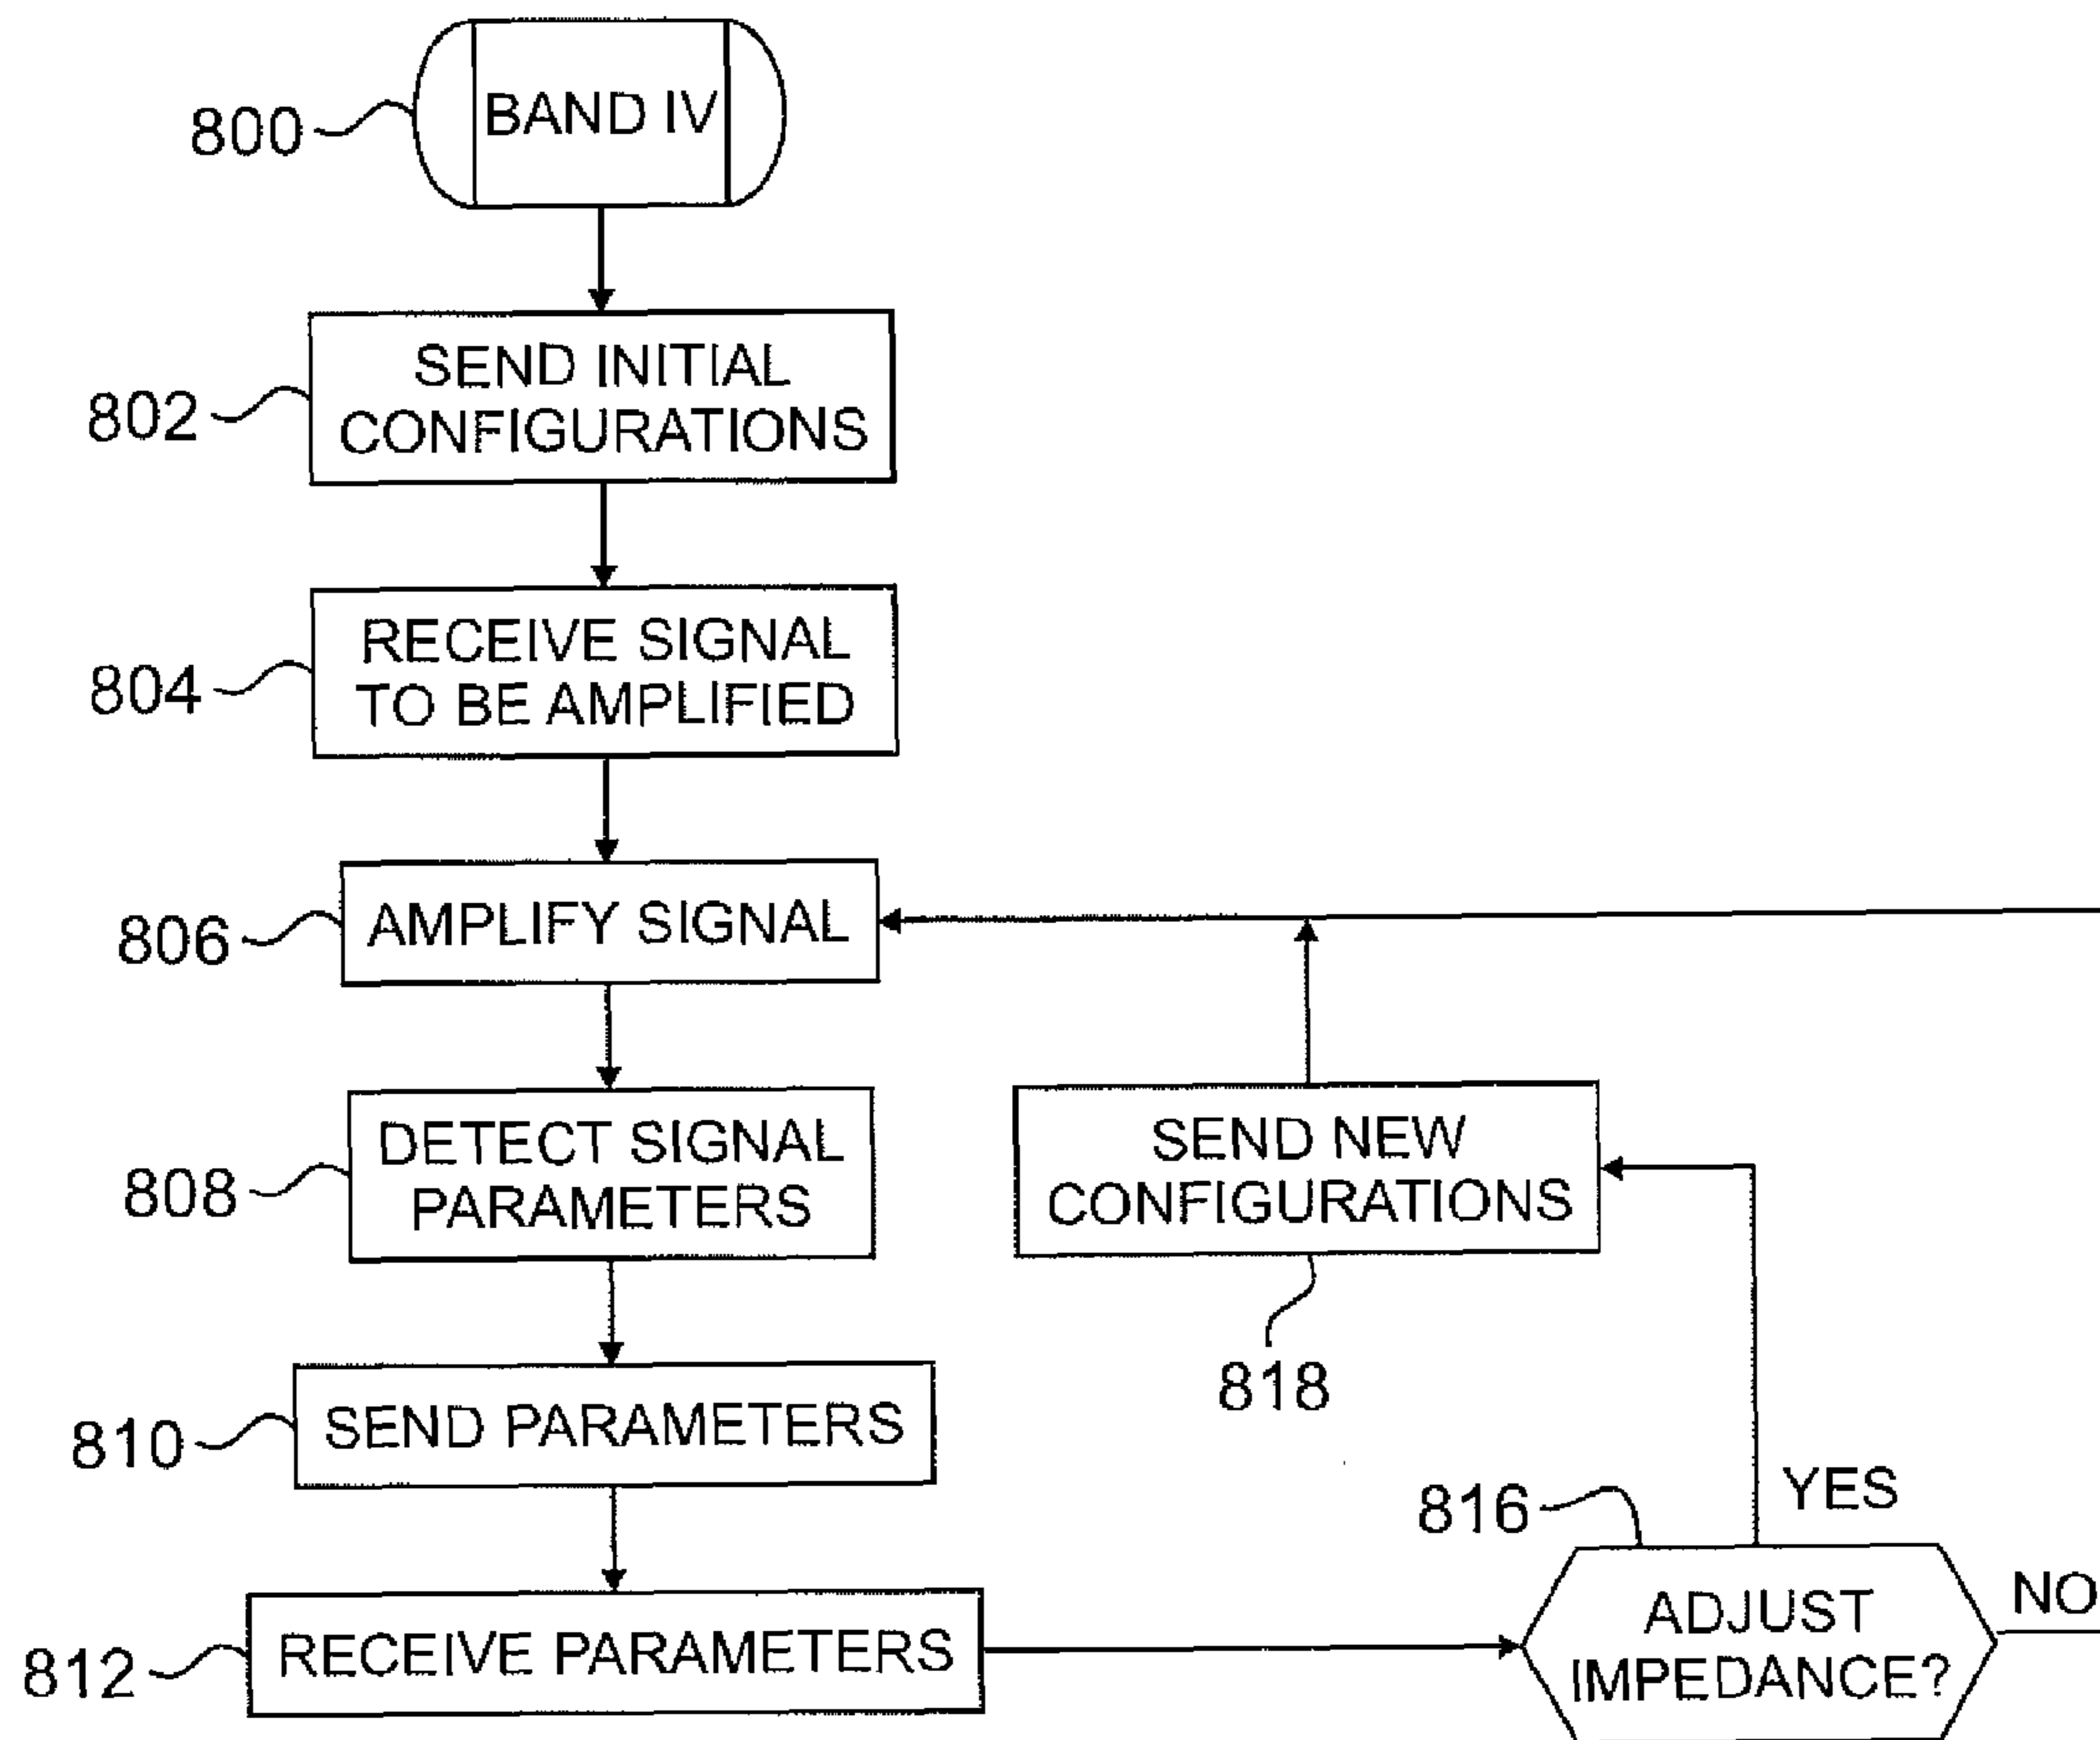 800
BAND IV
802
SEND INITIAL
CONFIGURATIONS
804
RECEIVE SIGNAL
TO BE AMPLIFIED
806
AMPLIFY SIGNAL
808
DETECT SIGNAL
PARAMETERS
SEND NEW
CONFIGURATIONS
818
810
SEND PARAMETERS
812
RECEIVE PARAMETERS
816
YES
ADJUST
IMPEDANCE?
NO